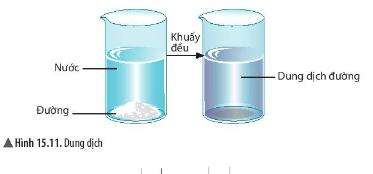 Khuấy
đều
Nước
Dung dịch đường
Đường
▲ Hình 15.11. Dung dịch